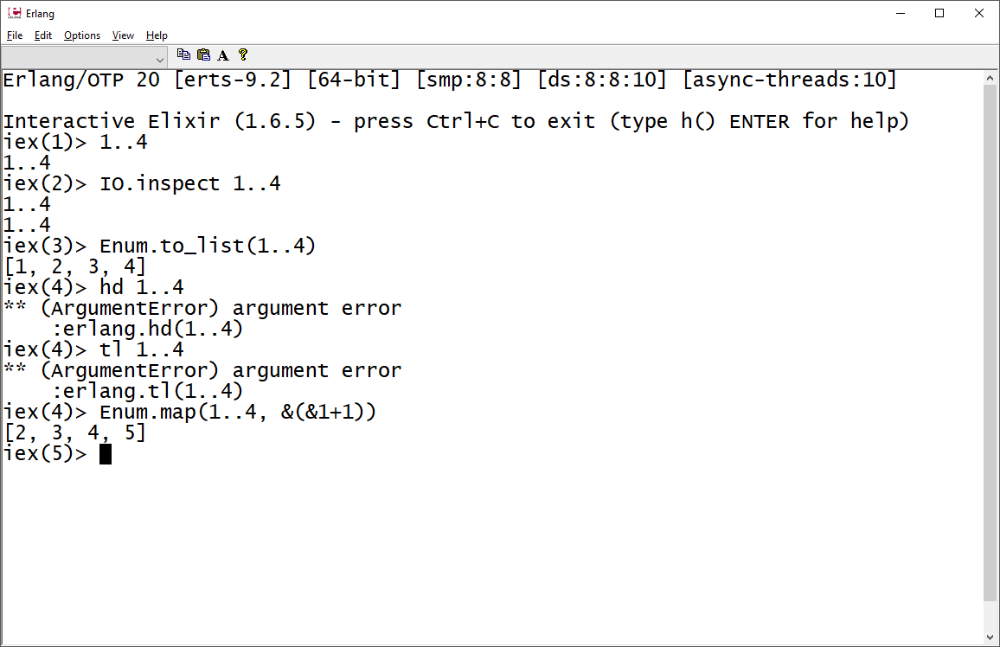 Erlang
File Edit Options View Help
Erlang/OTP 20 [erts-9.2] [64-bit] [smp:8:8] [ds:8:8:10] [async-threads:10]
Interactive Elixir (1.6.5) - press Ctrl+C to exit (type h() ENTER for help)
iex(1)> 1..4
1..4
iex(2)> IO.inspect 1..4
1..4
1..4
iex(3)> Enum.to_list(1..4)
[1, 2, 3, 4]
iex(4)> hd 1..4
** (ArgumentError) argument error
    :erlang.hd(1..4)
iex(4)> tl 1..4
** (ArgumentError) argument error
    :erlang.tl(1..4)
iex(4)> Enum.map(1..4, &(&1+1))
[2, 3, 4, 5]
iex(5)>